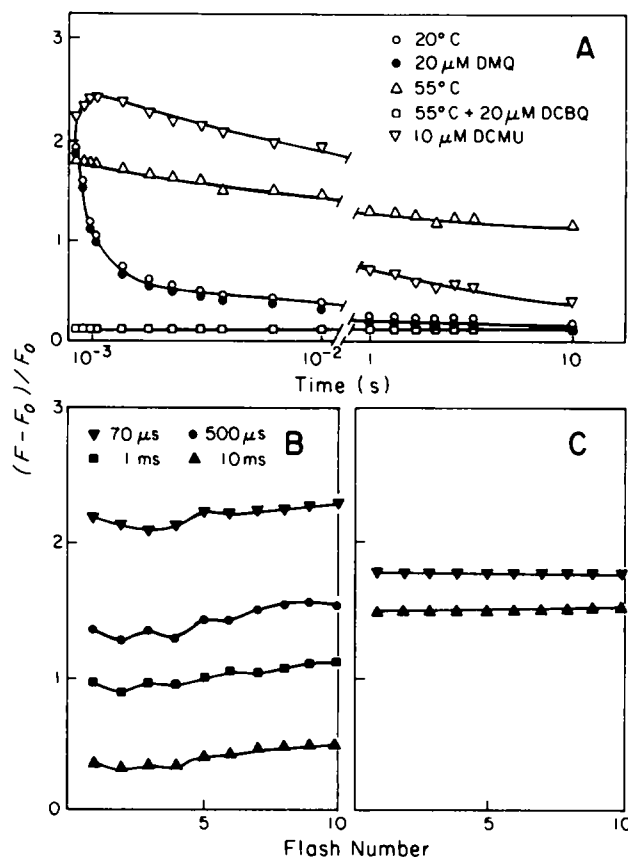 3
2
1
0
A
20°C
20 μM DMQ
55°C
55°C + 20μM DCBQ
10 μM DCMU
10⁻³
10⁻²
1
10
Time (s)
(F-F₀)/F₀
3
2
1
0
70 μs
500 μs
1 ms
10 ms
B
C
5
10
5
10
Flash Number